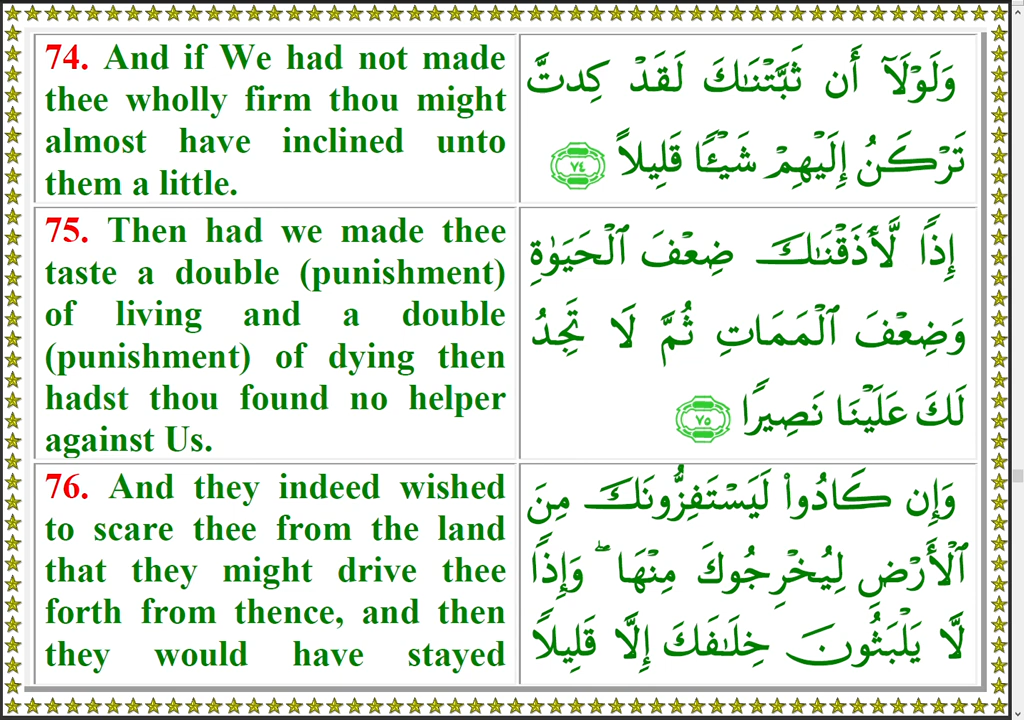 74. And if We had not made
thee wholly firm thou might
almost have inclined unto
them a little.
وَلَوْلَآ أَن ثَبَّتْنَٰكَ لَقَدْ كِدتَّ
تَرْكَنُ إِلَيْهِمْ شَيْـًٔا قَلِيلاً ٧٤
75. Then had we made thee
taste a double (punishment)
of living and a double
(punishment) of dying then
hadst thou found no helper
against Us.
إِذًا لَّأَذَقْنَٰكَ ضِعْفَ ٱلْحَيَوٰةِ
وَضِعْفَ ٱلْمَمَاتِ ثُمَّ لَا تَجِدُ
لَكَ عَلَيْنَا نَصِيرًا ٧٥
76. And they indeed wished
to scare thee from the land
that they might drive thee
forth from thence, and then
they would have stayed
وَإِن كَادُوا۟ لَيَسْتَفِزُّونَكَ مِنَ
ٱلْأَرْضِ لِيُخْرِجُوكَ مِنْهَا ۖ وَإِذًا
لَّا يَلْبَثُونَ خِلَٰفَكَ إِلَّا قَلِيلاً